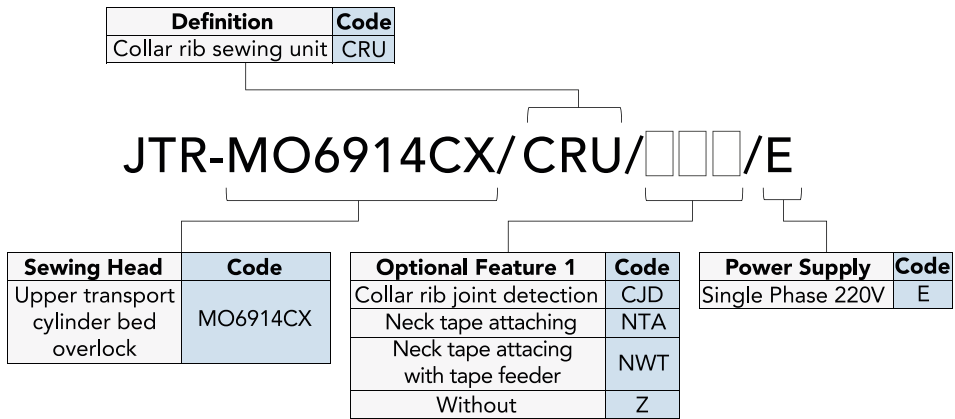 Definition Code
Collar rib sewing unit CRU
JTR-MO6914CX/CRU/□□□/E
Sewing Head Code
Upper transport
cylinder bed
overlock
MO6914CX
Optional Feature 1 Code
Collar rib joint detection CJD
Neck tape attaching NTA
Neck tape attacing
with tape feeder
NWT
Without Z
Power Supply Code
Single Phase 220V E